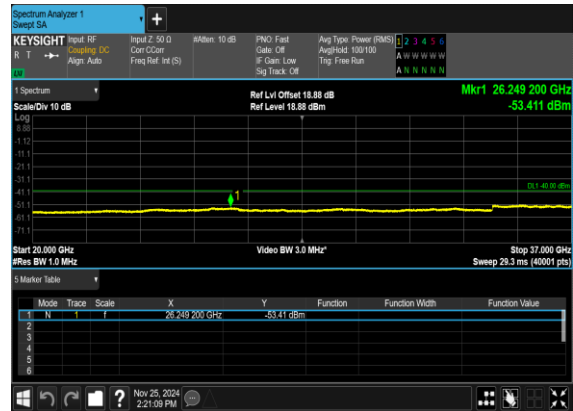 Spectrum Analyzer 1
Swept SA
+
KEYSIGHT Input: RF Input Z: 50 Ω #Atten: 10 dB PNO: Fast Avg Type: Power (RMS) 1 2 3 4 5 6
R T Coupling: DC Corr CCorr Gate: Off Avg|Hold: 100/100 A W W W W W
Align: Auto Freq Ref: Int (S) IF Gain: Low Trig: Free Run
LW Sig Track: Off A N N N N N
1 Spectrum Ref Lvl Offset 18.88 dB Mkr1 26.249 200 GHz
Scale/Div 10 dB Ref Level 18.88 dBm -53.411 dBm
Log
8.88
-1.12
-11.1
-21.1
-31.1
DL1 -40.00 dBm
-41.1
1
-51.1
-61.1
-71.1
Start 20.000 GHz Video BW 3.0 MHz* Stop 37.000 GHz
#Res BW 1.0 MHz Sweep 29.3 ms (40001 pts)
5 Marker Table
Mode Trace Scale X Y Function Function Width Function Value
1 N 1 f 26.249 200 GHz -53.41 dBm
2
3
4
5
6
? Nov 25, 2024
2:21:09 PM